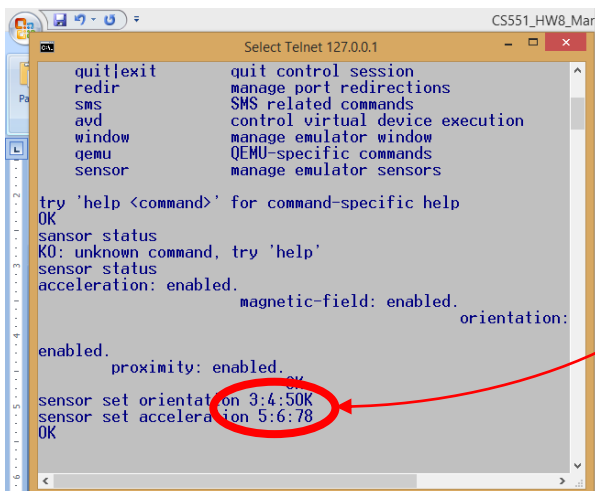 CS551_HW8_Mar
Select Telnet 127.0.0.1
Pa
quit|exit quit control session
redir manage port redirections
sms SMS related commands
avd control virtual device execution
window manage emulator window
qemu QEMU-specific commands
sensor manage emulator sensors
try 'help <command>' for command-specific help
OK
sansor status
KO: unknown command, try 'help'
sensor status
acceleration: enabled.
magnetic-field: enabled.
orientation:
enabled.
proximity: enabled.
OK
sensor set orientation 3:4:5OK
sensor set acceleration 5:6:78
OK